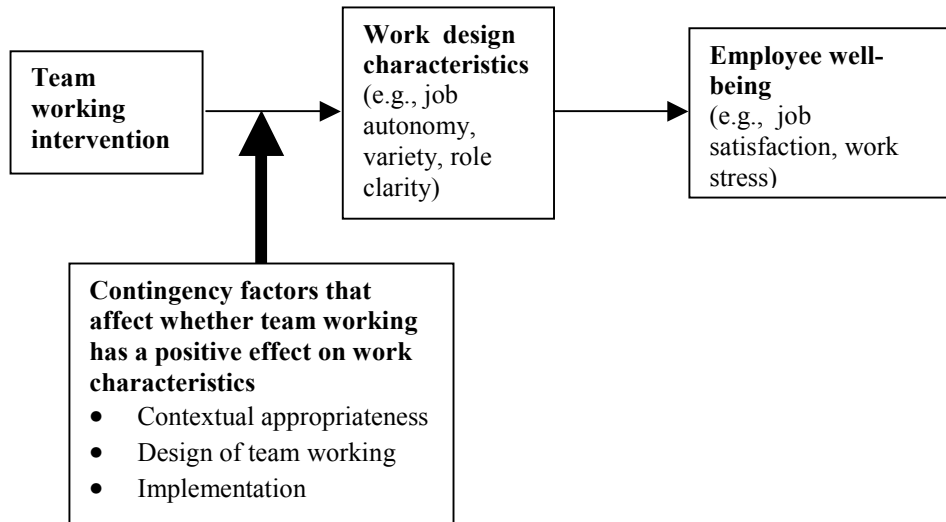 Team
working
intervention
Work design
characteristics
(e.g., job
autonomy,
variety, role
clarity)
Employee well-
being
(e.g., job
satisfaction, work
stress)
Contingency factors that
affect whether team working
has a positive effect on work
characteristics
• Contextual appropriateness
• Design of team working
• Implementation